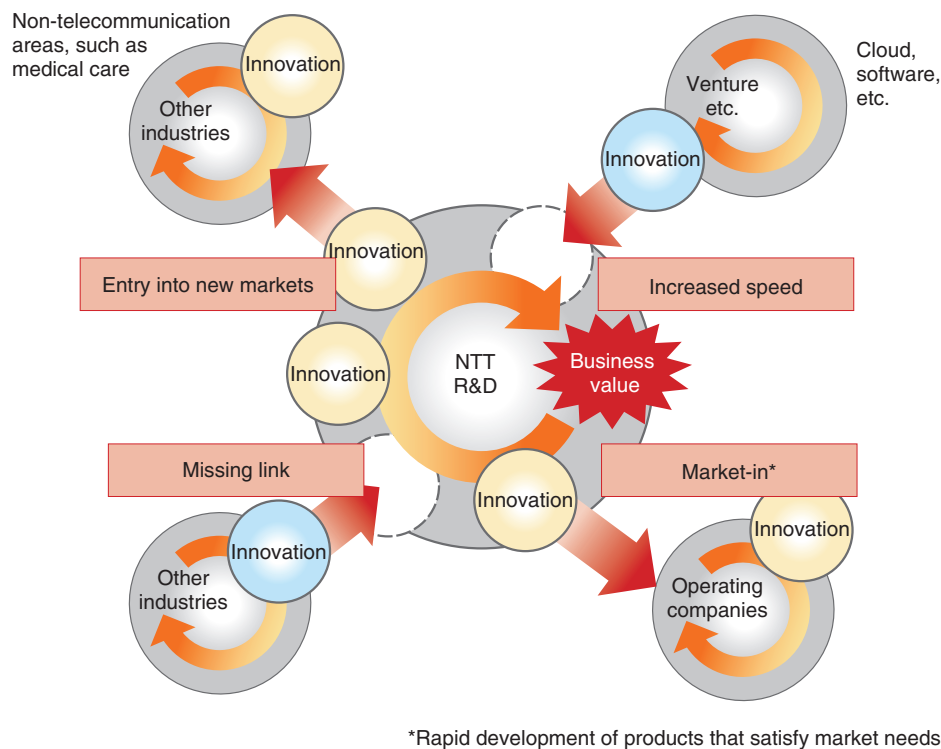 Non-telecommunication
areas, such as
medical care
Innovation
Other
industries
Cloud,
software,
etc.
Venture
etc.
Innovation
Innovation
Entry into new markets
Increased speed
Innovation
NTT
R&D
Business
value
Missing link
Market-in*
Innovation
Innovation
Other
industries
Innovation
Operating
companies
*Rapid development of products that satisfy market needs